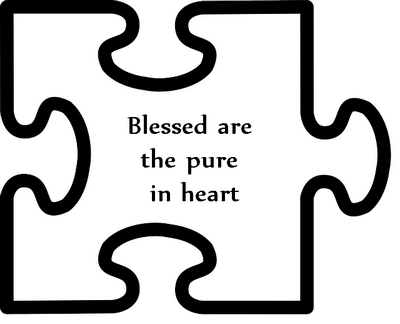 Blessed are
the pure
in heart